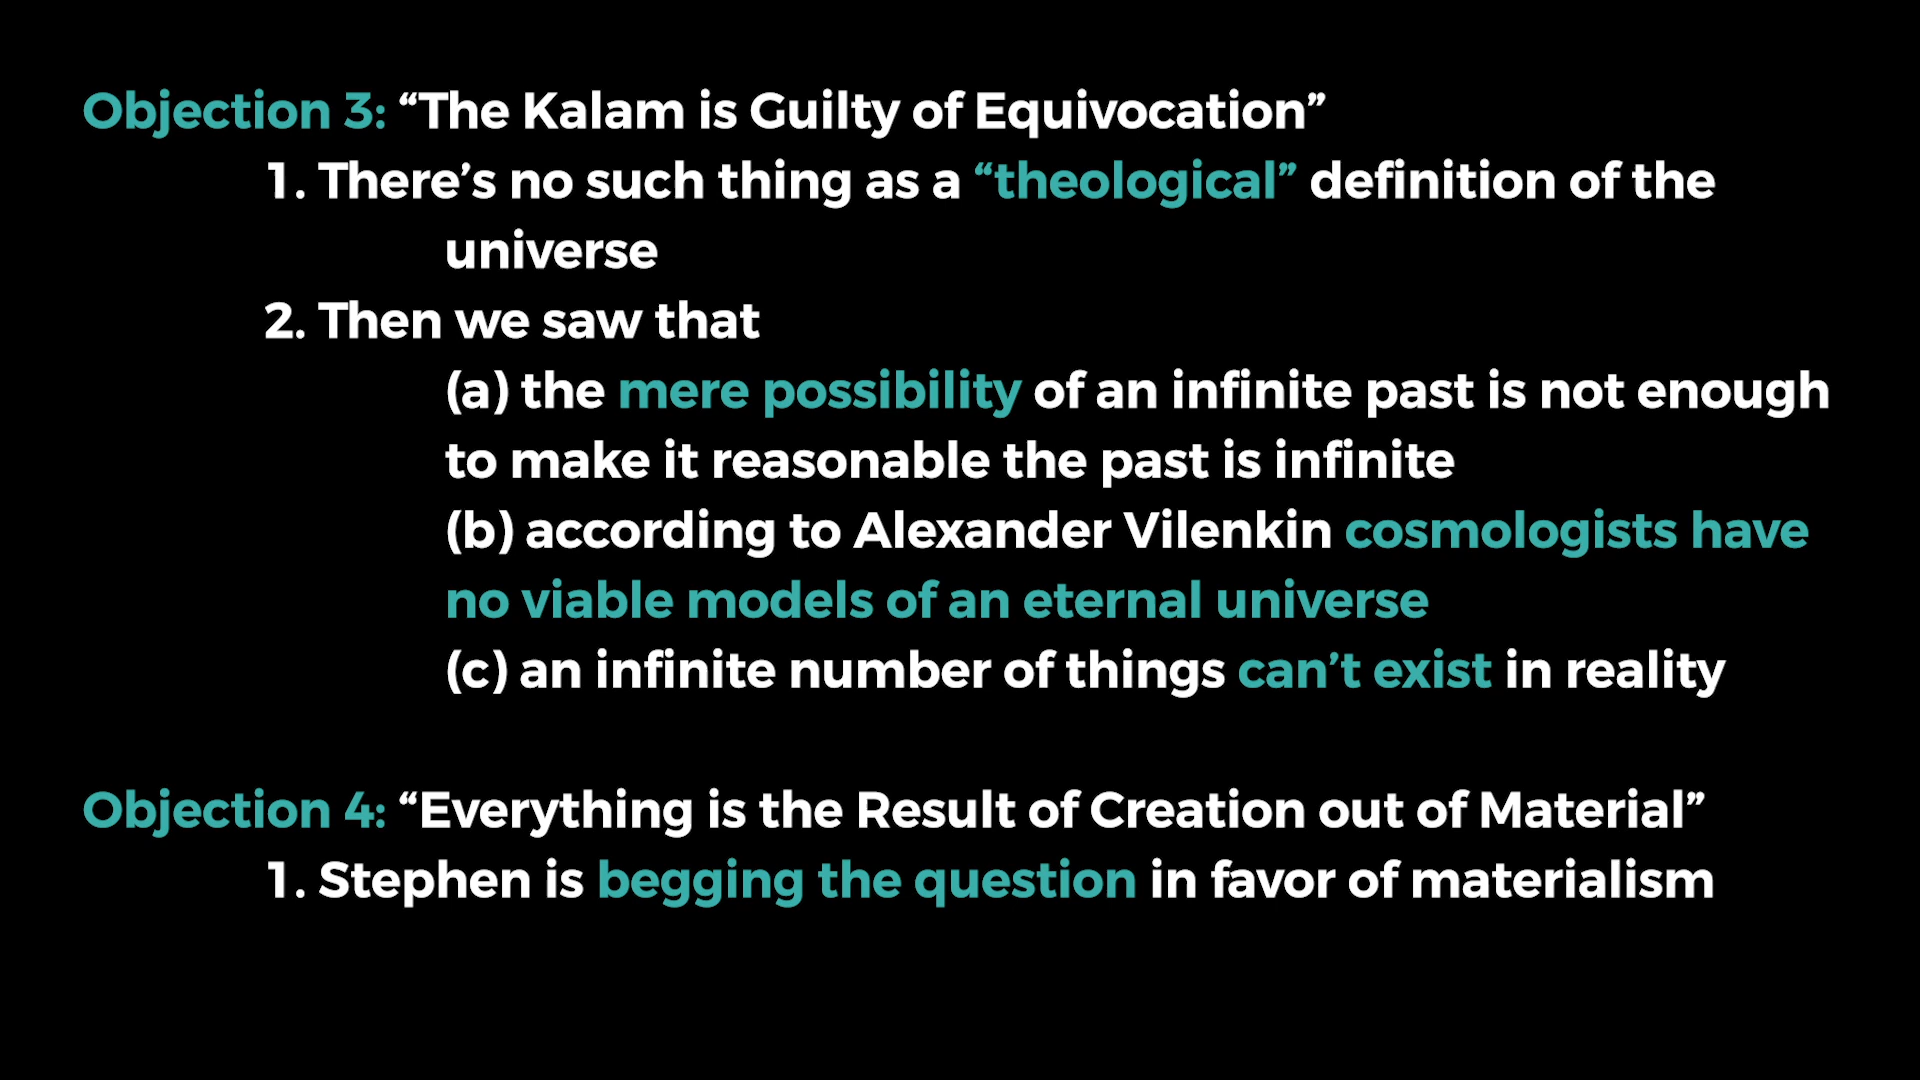 Objection 3: “The Kalam is Guilty of Equivocation”
1. There’s no such thing as a “theological” definition of the
universe
2. Then we saw that
(a) the mere possibility of an infinite past is not enough
to make it reasonable the past is infinite
(b) according to Alexander Vilenkin cosmologists have
no viable models of an eternal universe
(c) an infinite number of things can’t exist in reality
Objection 4: “Everything is the Result of Creation out of Material”
1. Stephen is begging the question in favor of materialism